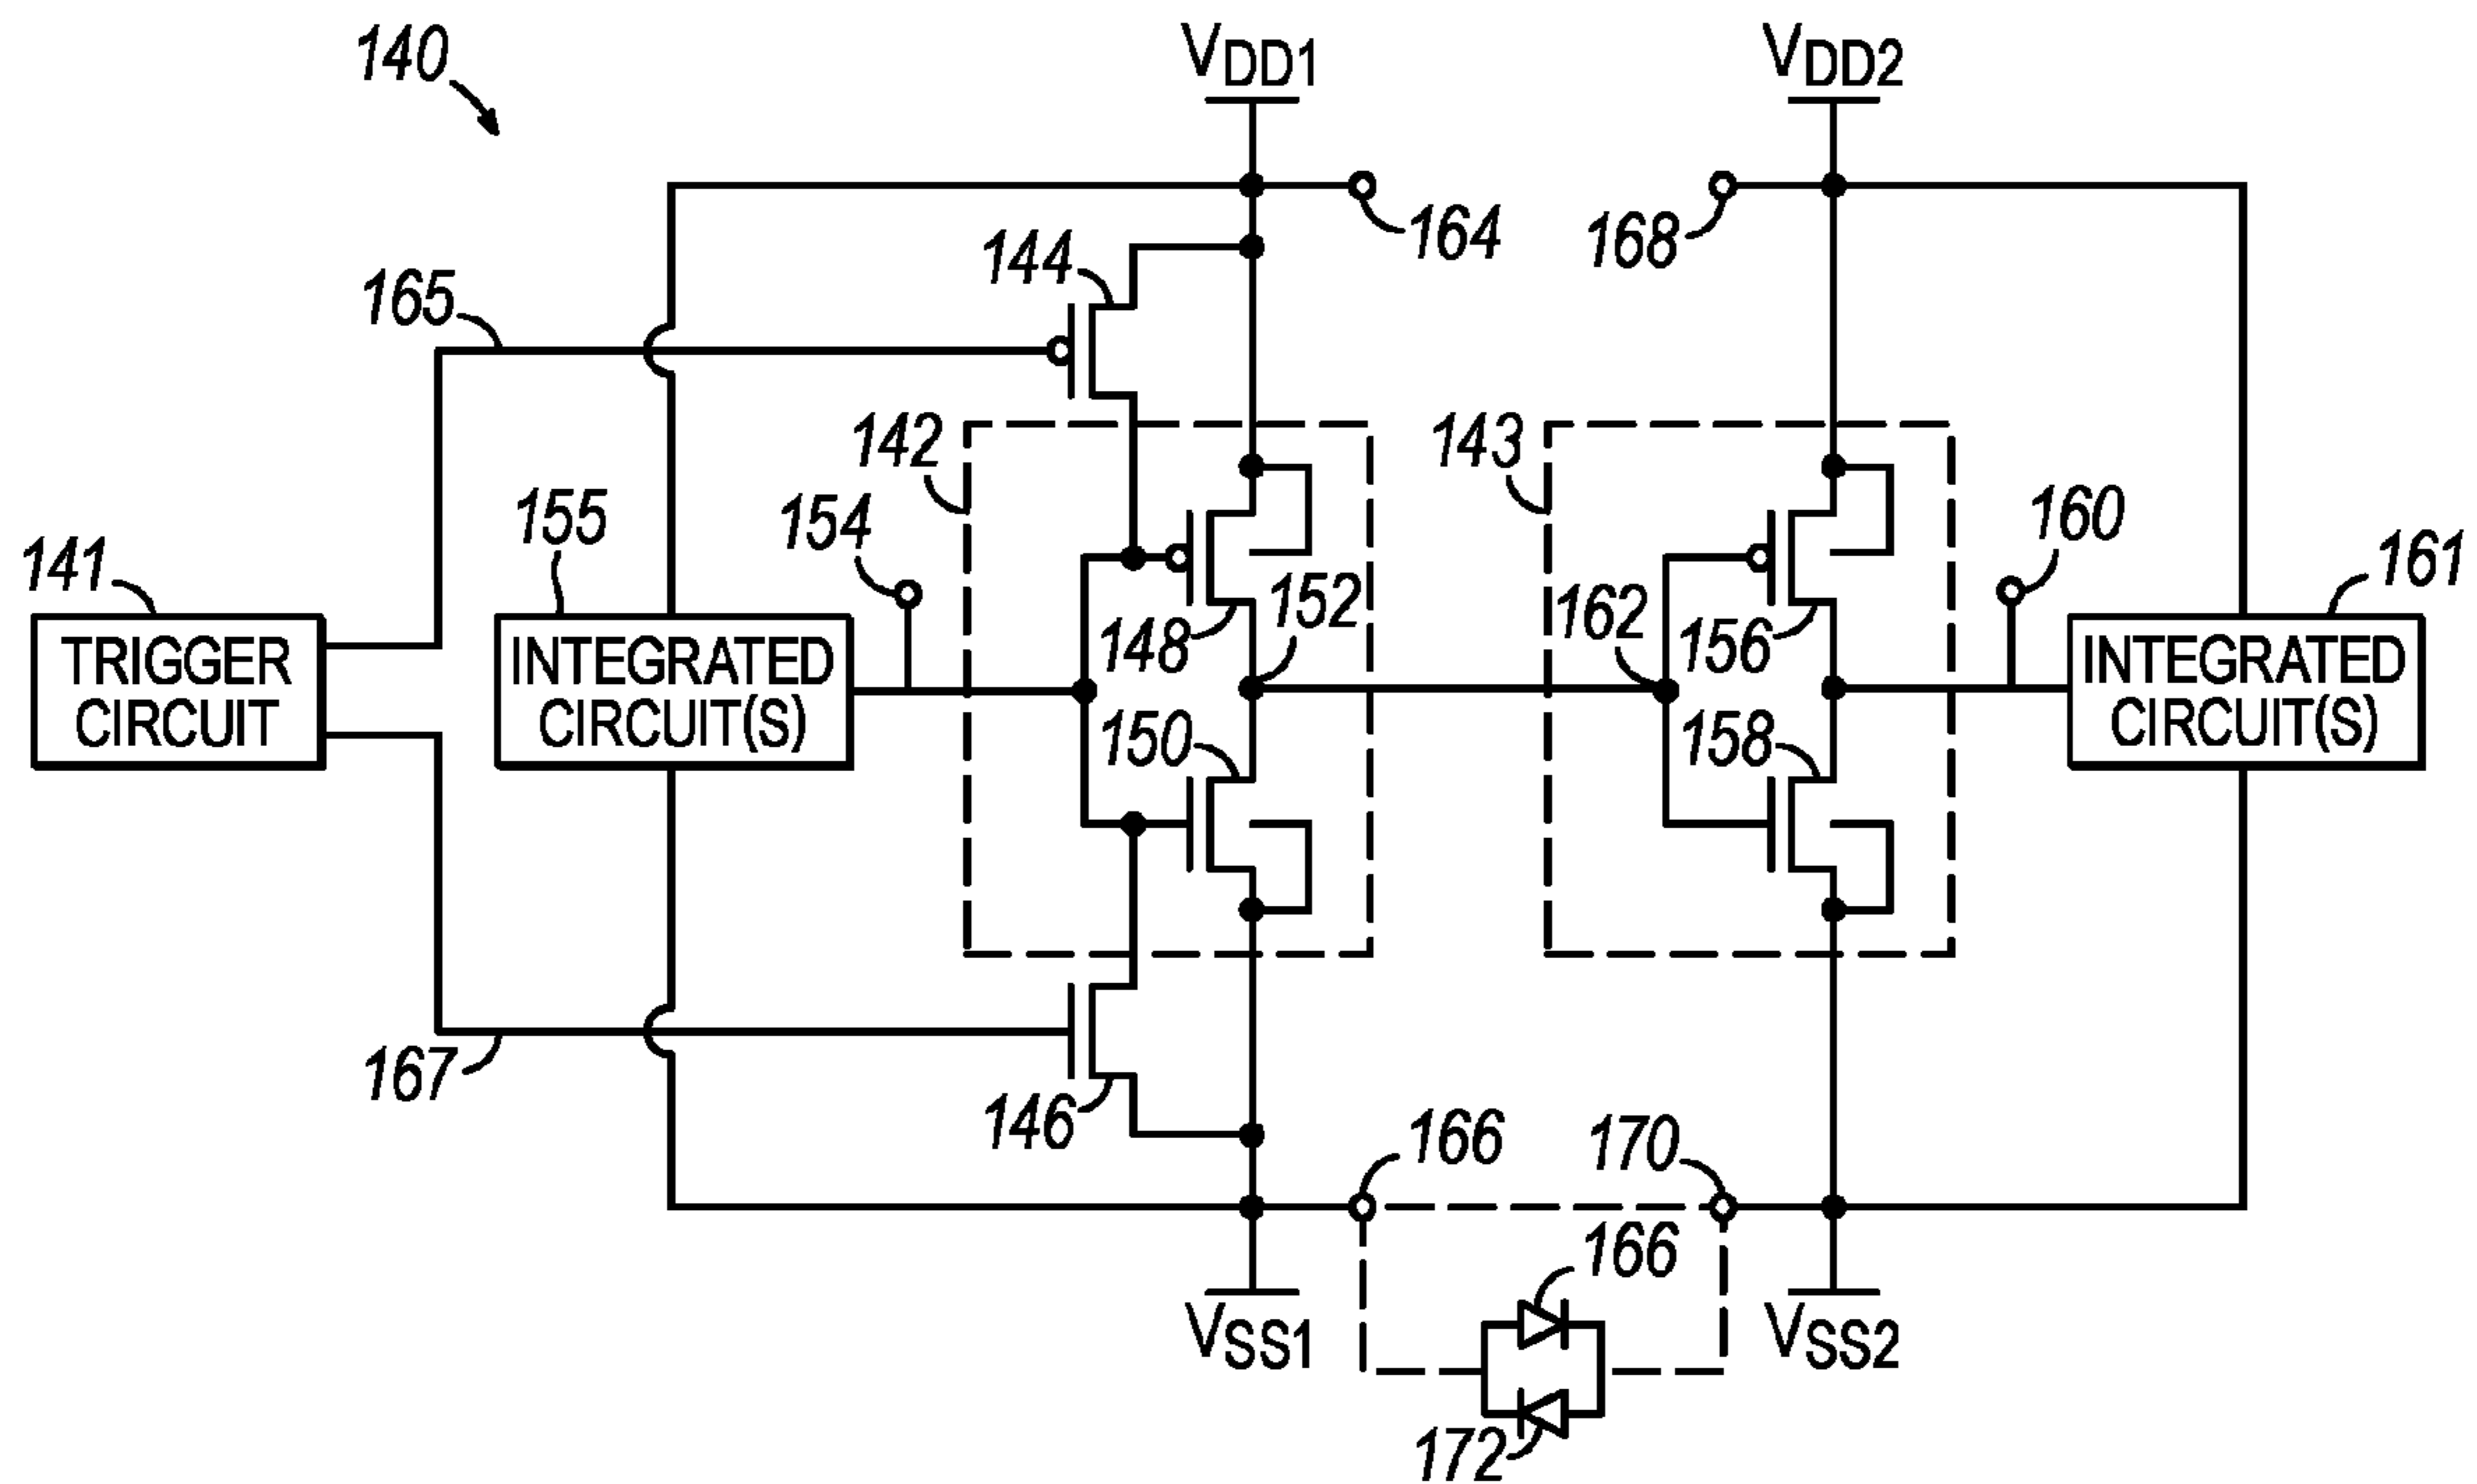 140
VDD1
VDD2
164
168
144
165
142
143
154
155
160
141
161
148
152
162
156
TRIGGER
CIRCUIT
INTEGRATED
CIRCUIT(S)
INTEGRATED
CIRCUIT(S)
150
158
167
146
166
170
166
VSS1
VSS2
172